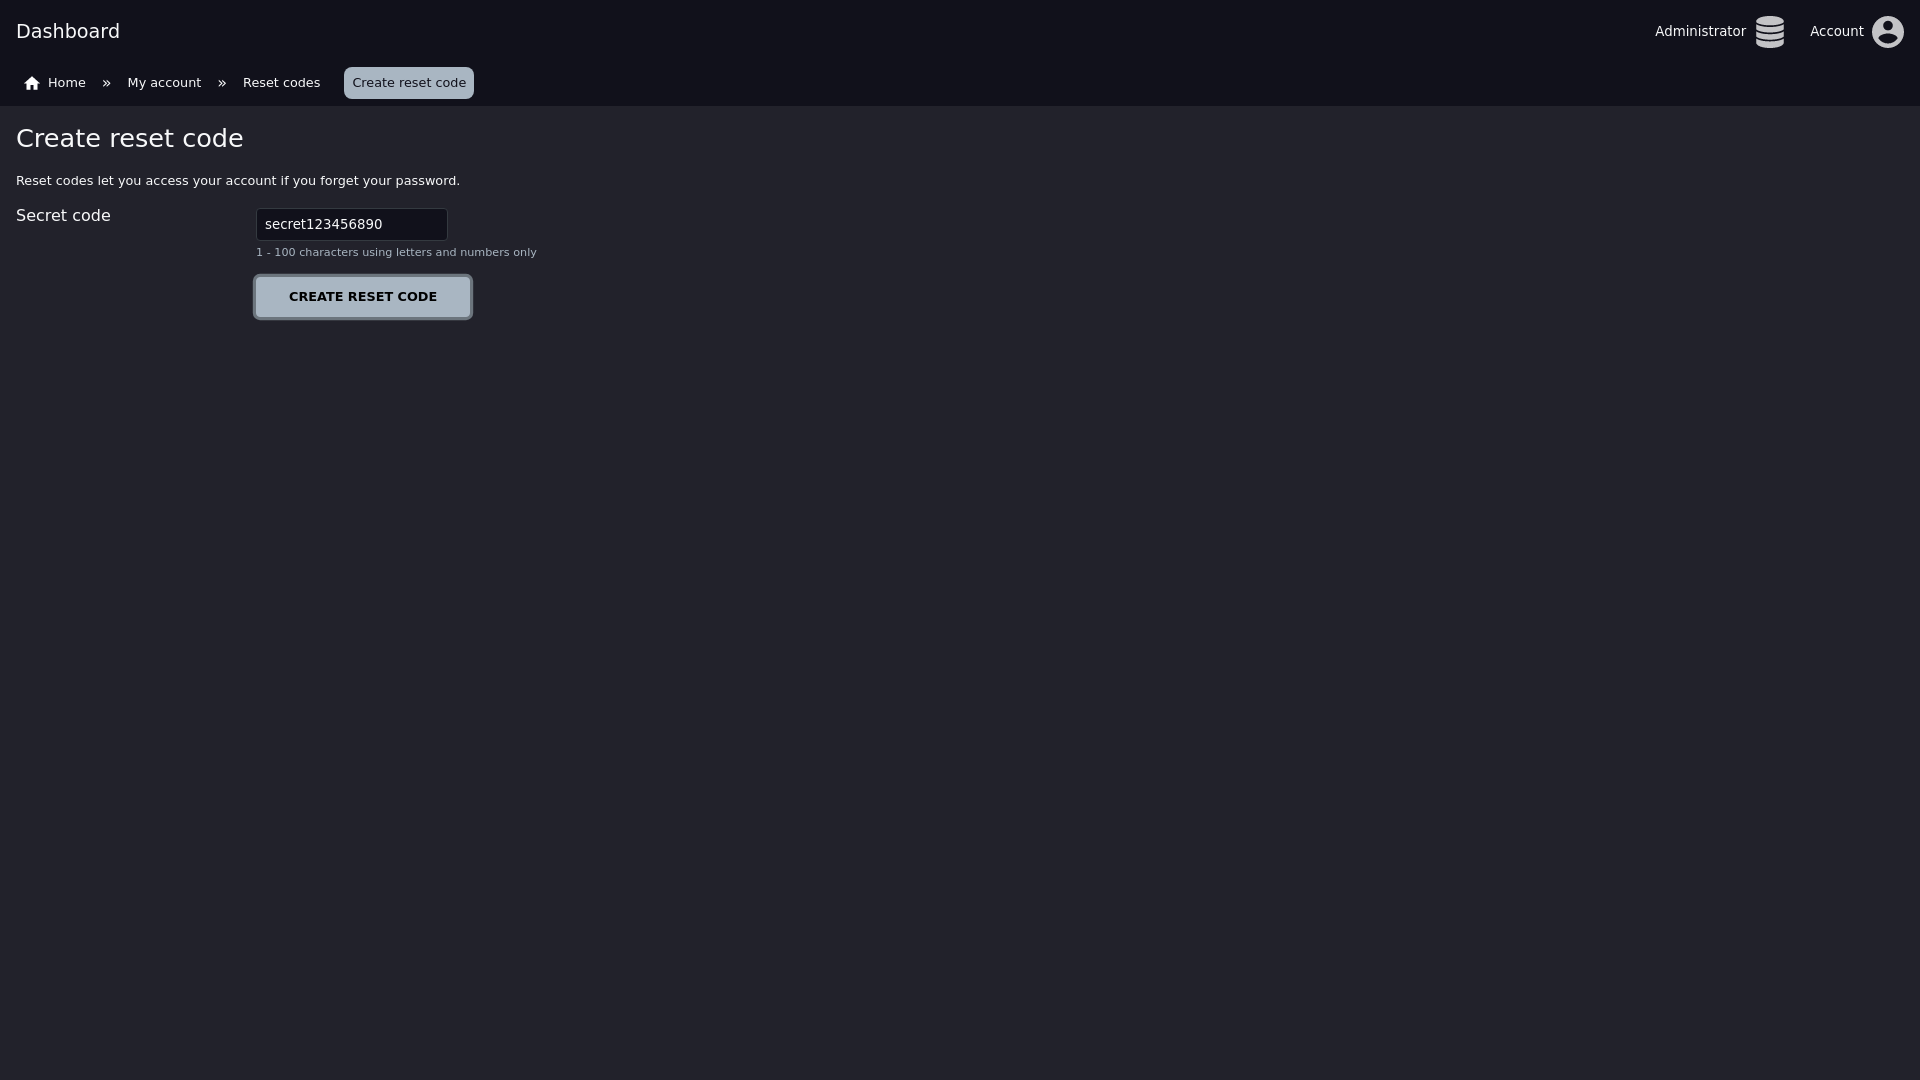 Dashboard
Administrator
Account
Home » My account » Reset codes Create reset code
Create reset code
Reset codes let you access your account if you forget your password.
Secret code
secret123456890
1 - 100 characters using letters and numbers only
CREATE RESET CODE